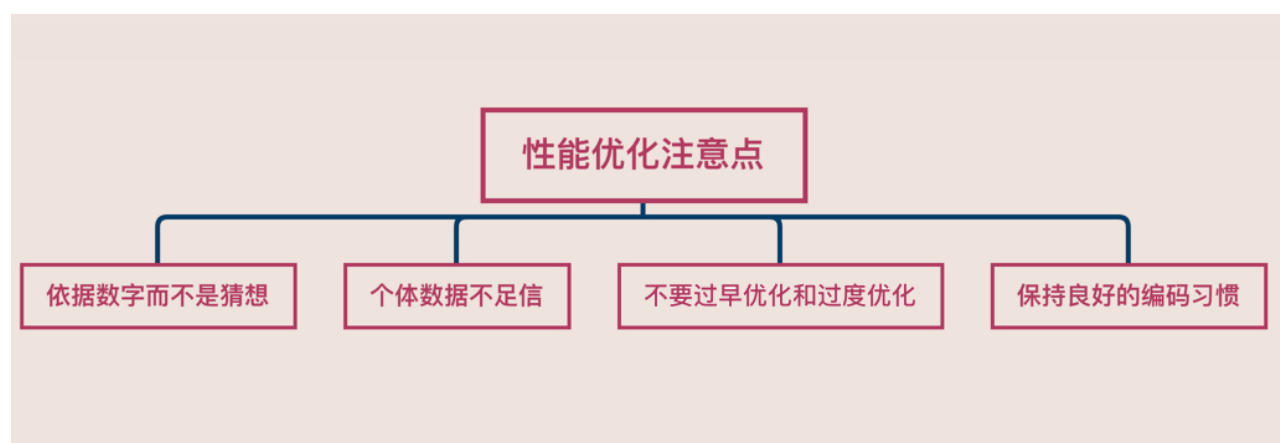 性能优化注意点
依据数字而不是猜想
个体数据不足信
不要过早优化和过度优化
保持良好的编码习惯